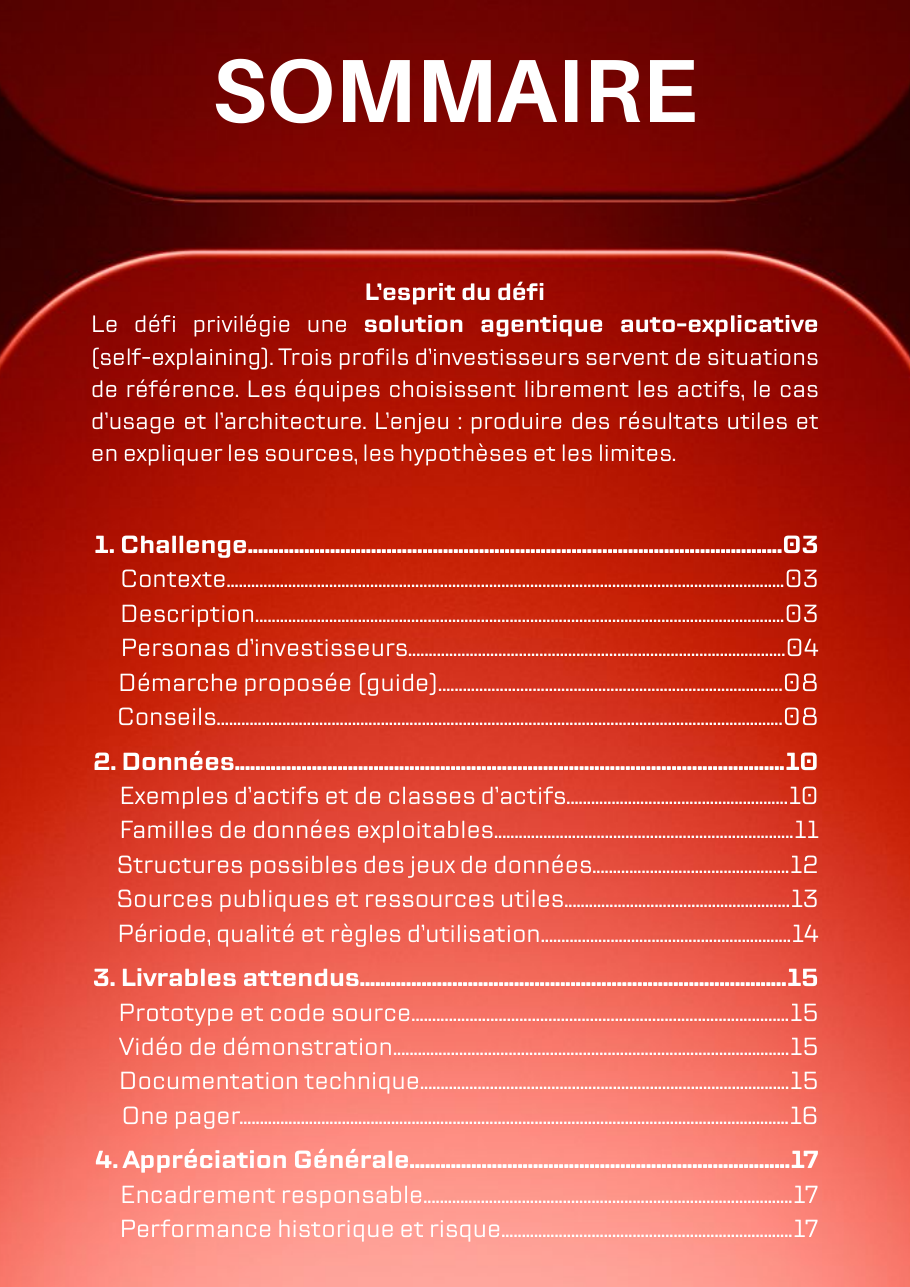 SOMMAIRE
L'esprit du défi
Le défi privilégie une solution agentique auto-explicative
(self-explaining). Trois profils d'investisseurs servent de situations
de référence. Les équipes choisissent librement les actifs, le cas
d'usage et l'architecture. L'enjeu : produire des résultats utiles et
en expliquer les sources, les hypothèses et les limites.
1. Challenge........03
Contexte........03
Description........03
Personas d'investisseurs........04
Démarche proposée (guide)........08
Conseils........08
2. Données........10
Exemples d'actifs et de classes d'actifs........10
Familles de données exploitables........11
Structures possibles des jeux de données........12
Sources publiques et ressources utiles........13
Période, qualité et règles d'utilisation........14
3. Livrables attendus........15
Prototype et code source........15
Vidéo de démonstration........15
Documentation technique........15
One pager........16
4. Appréciation Générale........17
Encadrement responsable........17
Performance historique et risque........17